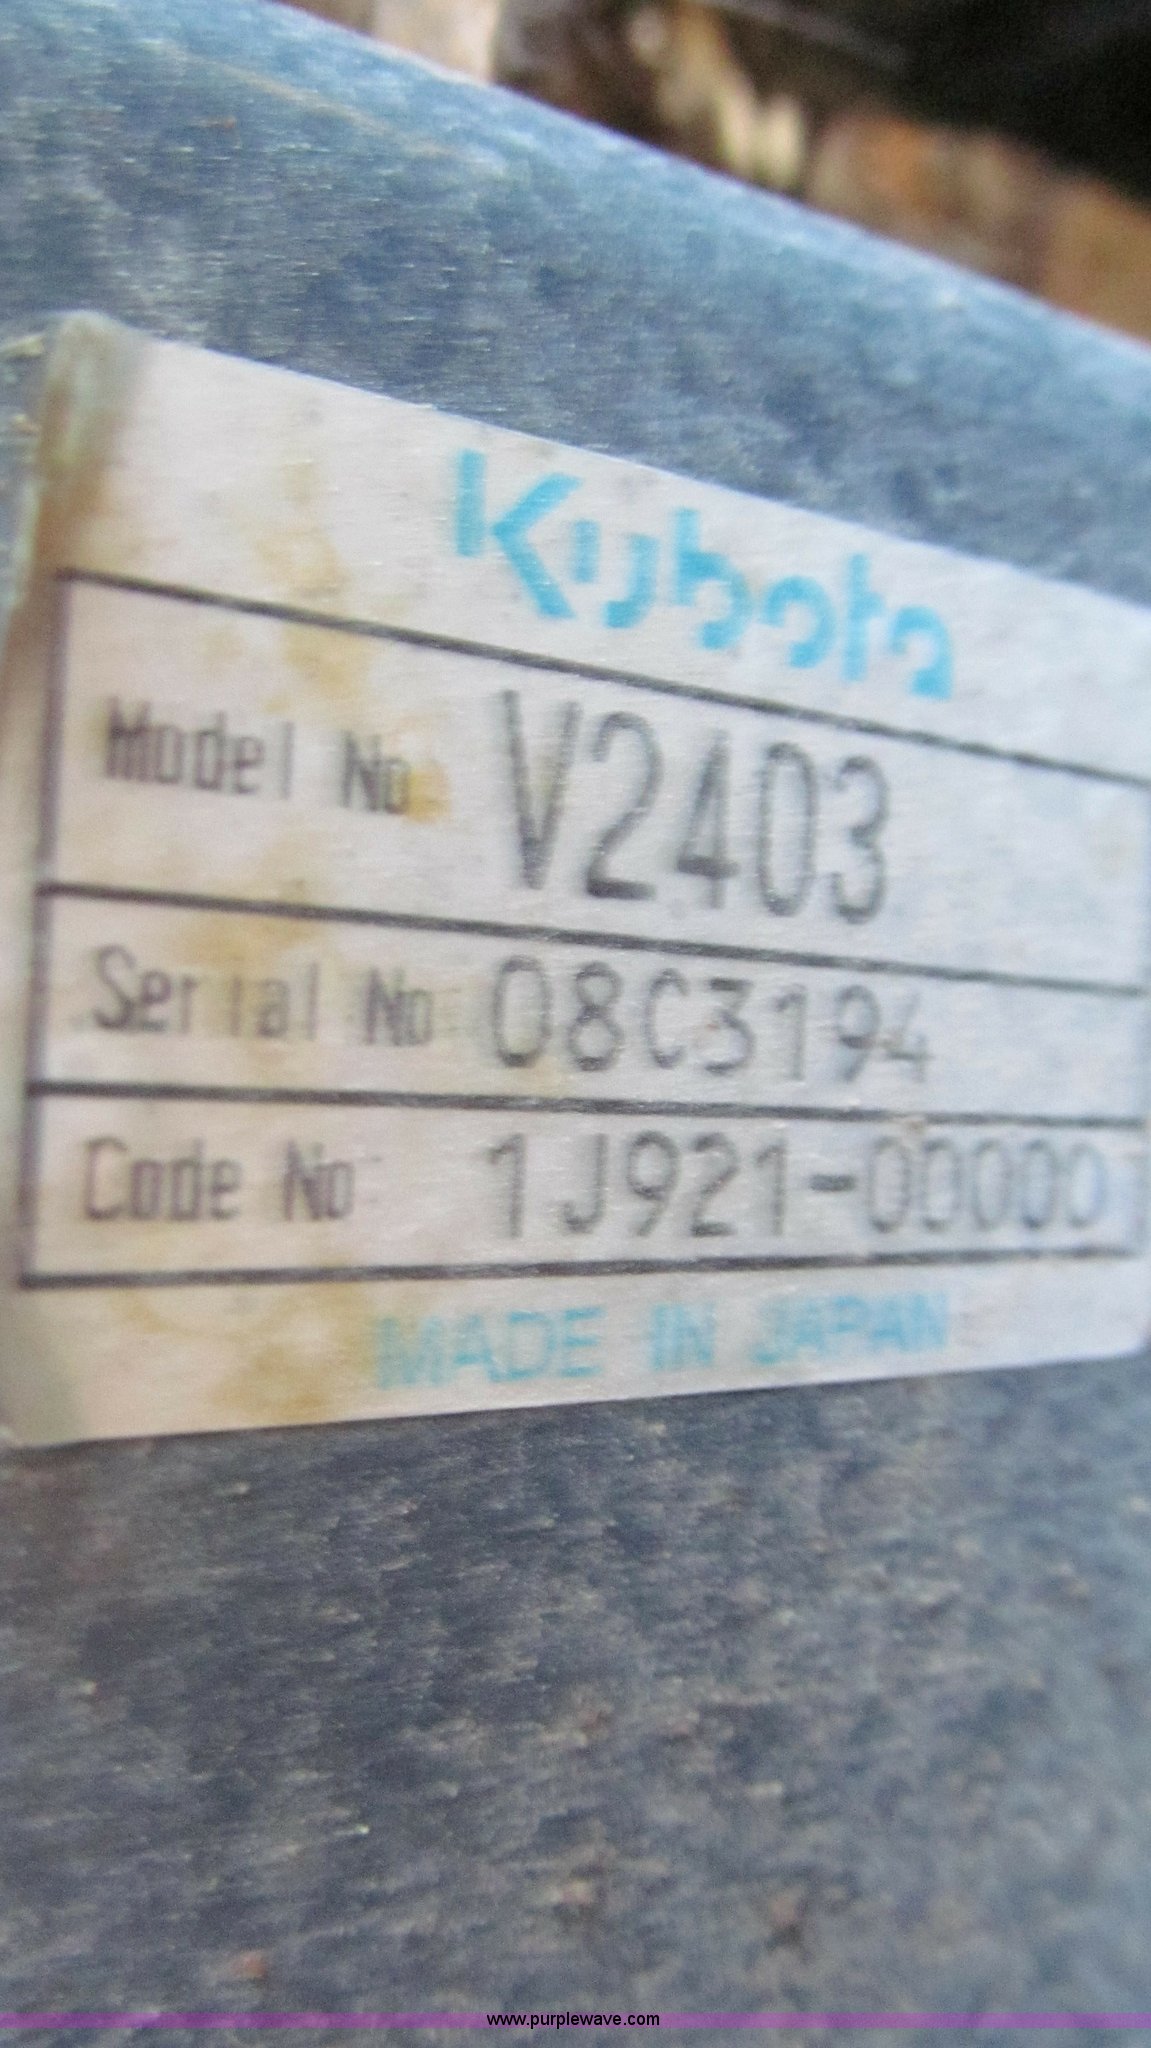 Kubota
Model No V2403
Serial No 08C3194
Code No 1J921-00000
MADE IN JAPAN
www.purplewave.com